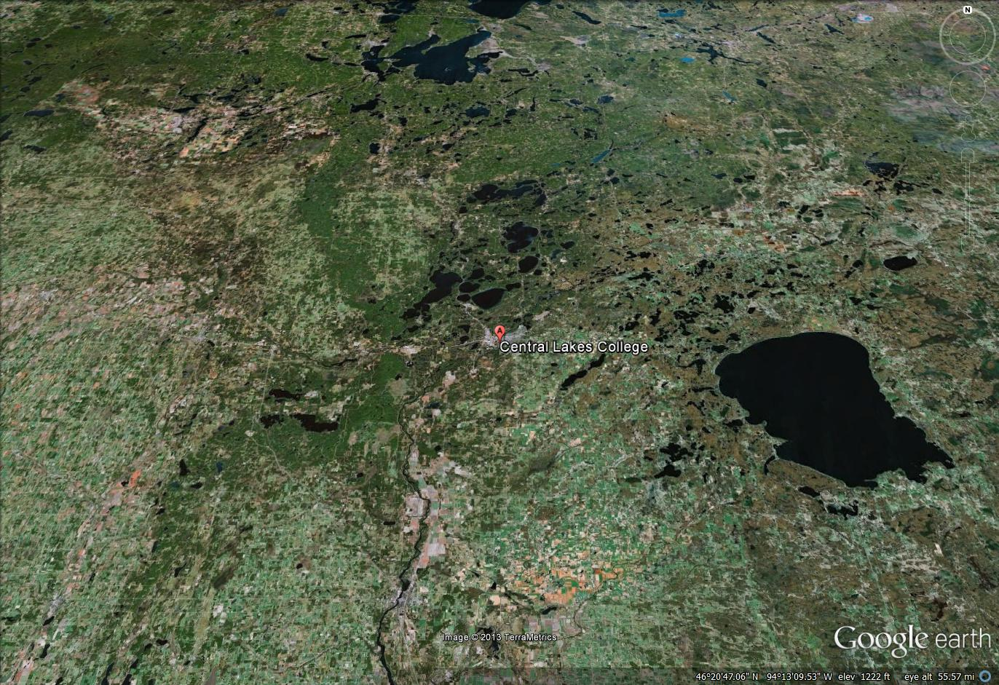 N
A
Central Lakes College
Image © 2013 TerraMetrics
Google earth
46°20'47.06" N 94°13'09.53" W elev 1222 ft eye alt 55.57 mi